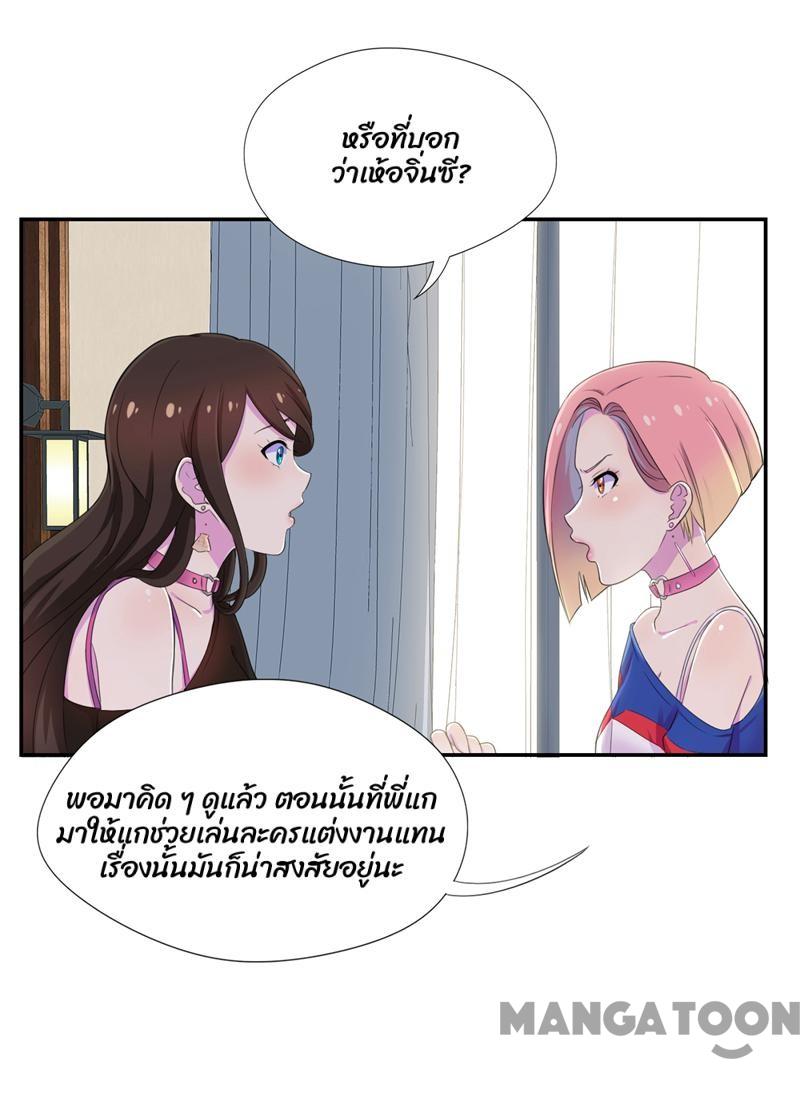 หรือที่บอก
ว่าเห้อจิ่นซี?
พอมาคิด ๆ ดูแล้ว ตอนนั้นที่พี่แก
มาให้แกช่วยเล่นละครแต่งงานแทน
เรื่องนั้นมันก็น่าสงสัยอยู่นะ
MANGATOON